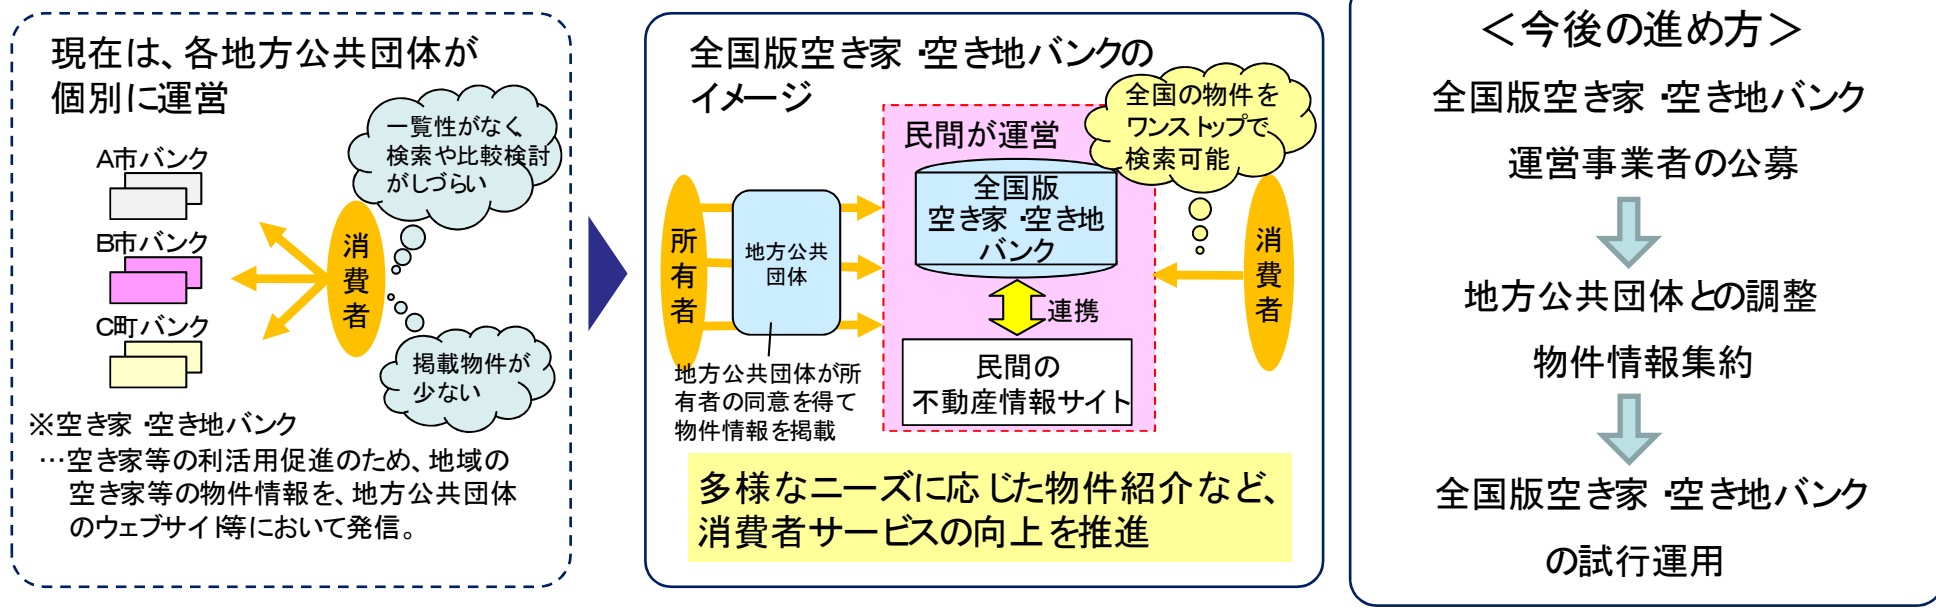 現在は、各地方公共団体が
個別に運営
一覧性がなく、
検索や比較検討
がしづらい
A市バンク
B市バンク
C町バンク
消費者
掲載物件が
少ない
※空き家・空き地バンク
…空き家等の利活用促進のため、地域の
空き家等の物件情報を、地方公共団体
のウェブサイト等において発信。
全国版空き家・空き地バンクの
イメージ
全国の物件を
ワンストップで
検索可能
民間が運営
全国版
空き家・空き地
バンク
所有者
地方公共
団体
消費者
連携
民間の
不動産情報サイト
地方公共団体が所
有者の同意を得て
物件情報を掲載
多様なニーズに応じた物件紹介など、
消費者サービスの向上を推進
＜今後の進め方＞
全国版空き家・空き地バンク
運営事業者の公募
地方公共団体との調整
物件情報集約
全国版空き家・空き地バンク
の試行運用